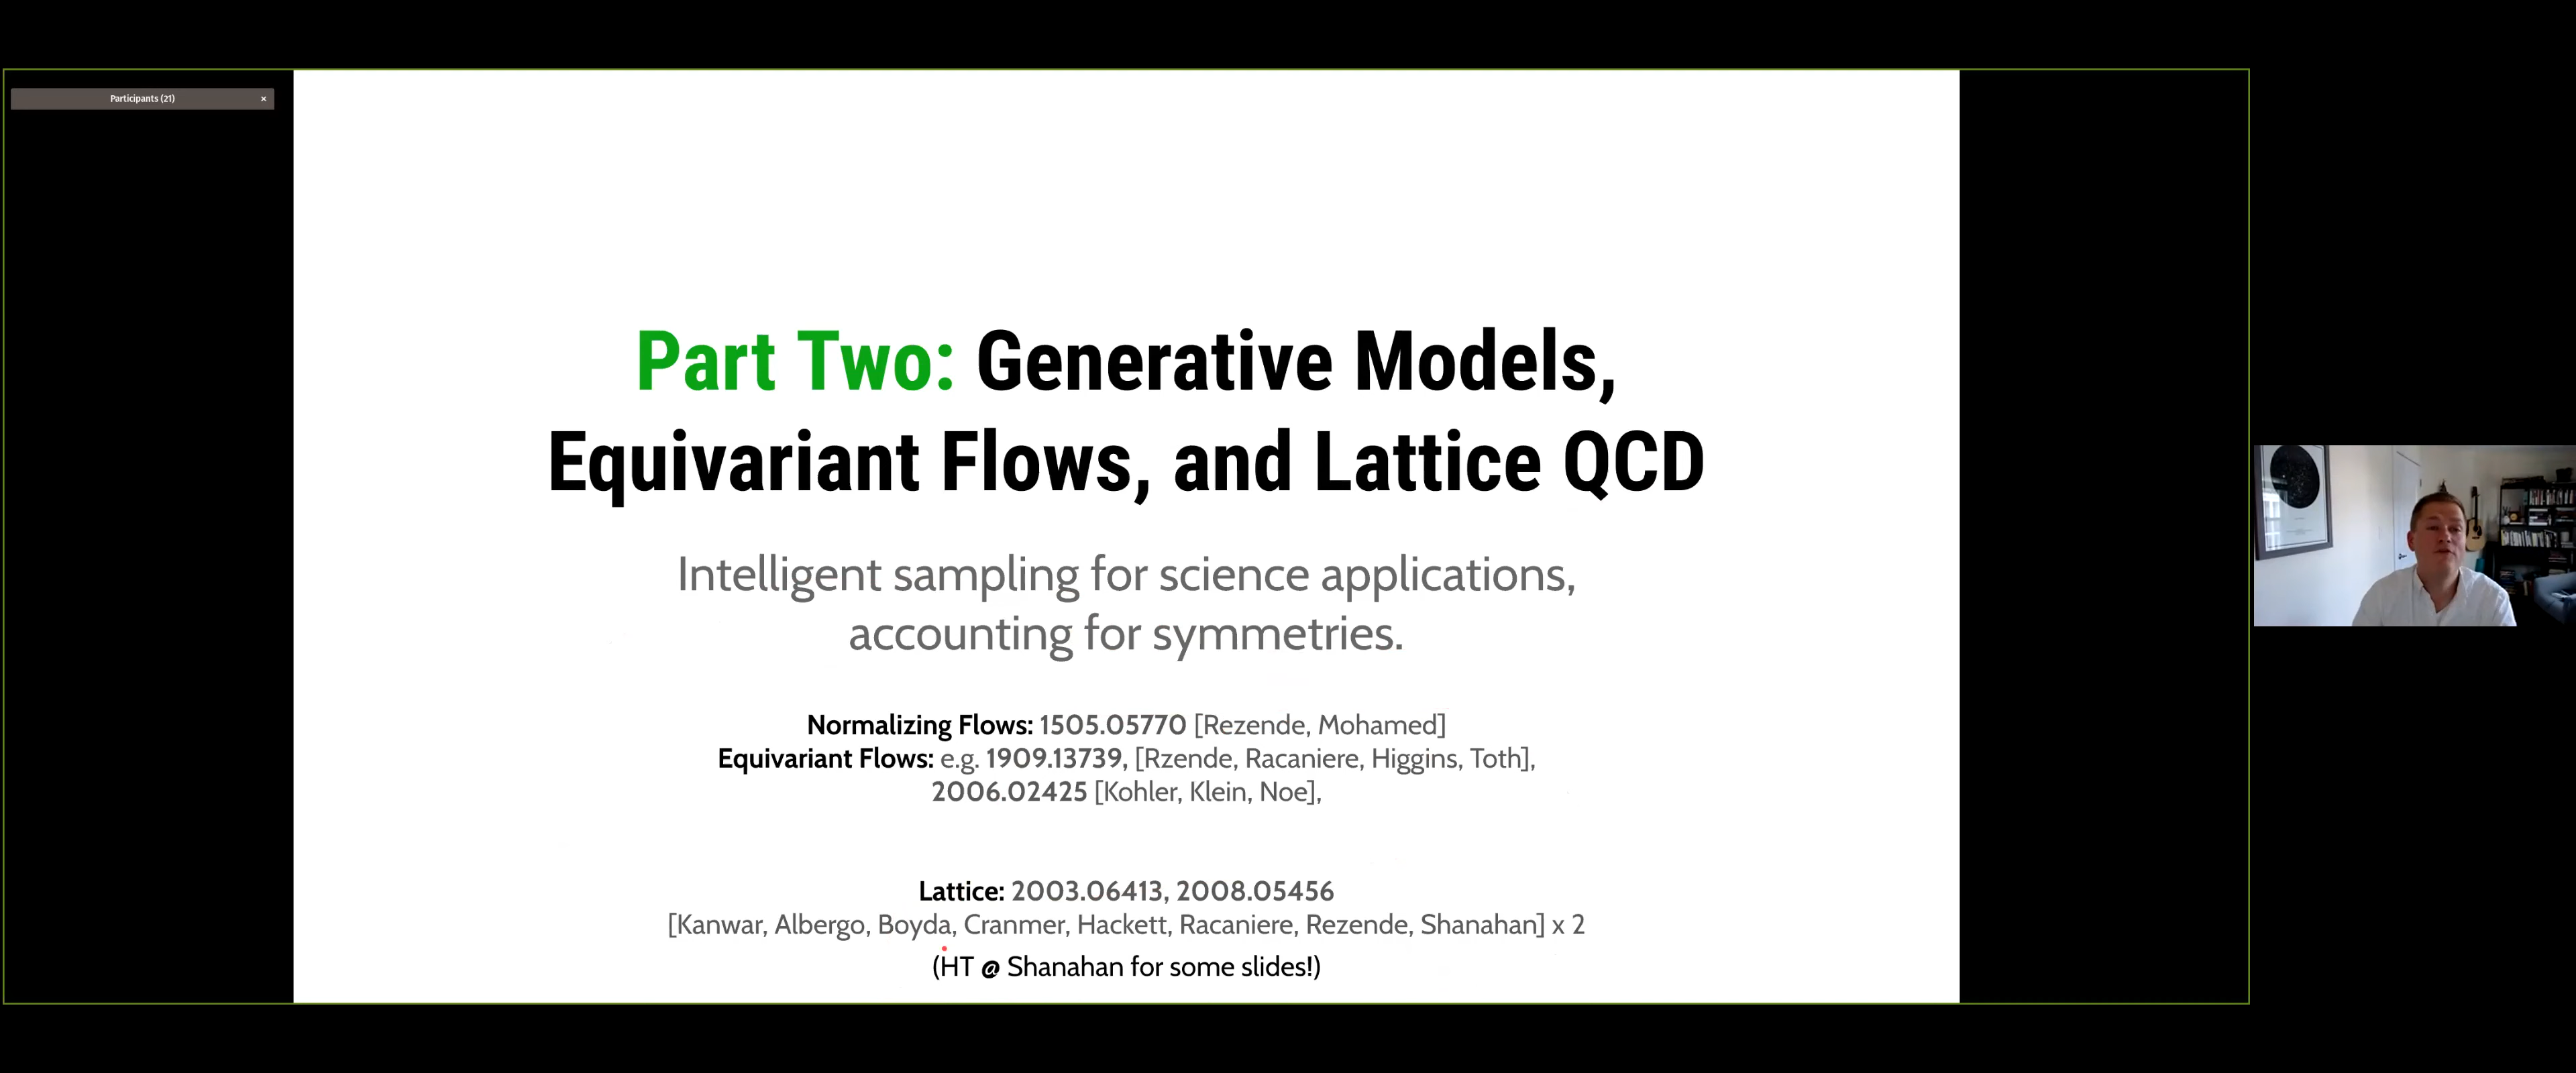 Participants (21)
×
Part Two: Generative Models,
Equivariant Flows, and Lattice QCD
Intelligent sampling for science applications,
accounting for symmetries.
Normalizing Flows: 1505.05770 [Rezende, Mohamed]
Equivariant Flows: e.g. 1909.13739, [Rzende, Racaniere, Higgins, Toth],
2006.02425 [Kohler, Klein, Noe],
Lattice: 2003.06413, 2008.05456
[Kanwar, Albergo, Boyda, Cranmer, Hackett, Racaniere, Rezende, Shanahan] x 2
(HT @ Shanahan for some slides!)